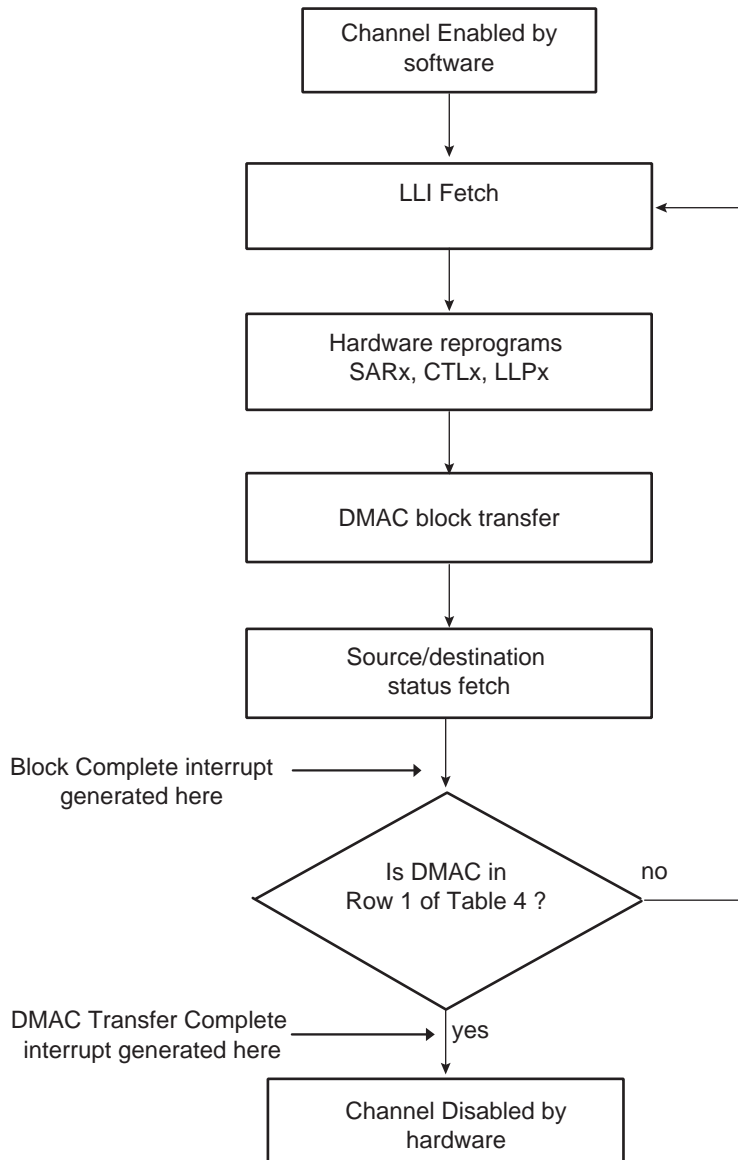 Channel Enabled by
software
LLI Fetch
Hardware reprograms
SARx, CTLx, LLPx
DMAC block transfer
Source/destination
status fetch
Block Complete interrupt
generated here
Is DMAC in
Row 1 of Table 4 ?
no
DMAC Transfer Complete
interrupt generated here
yes
Channel Disabled by
hardware